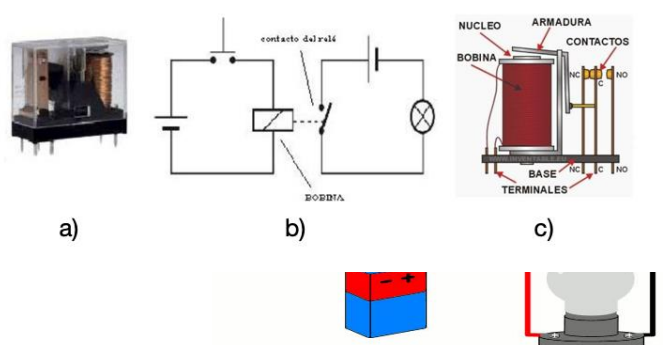 contacto del relé
BOBINA
NUCLEO
ARMADURA
BOBINA
CONTACTOS
NC
C
NO
BASE
NC
C
NO
TERMINALES
a)
b)
c)
- +